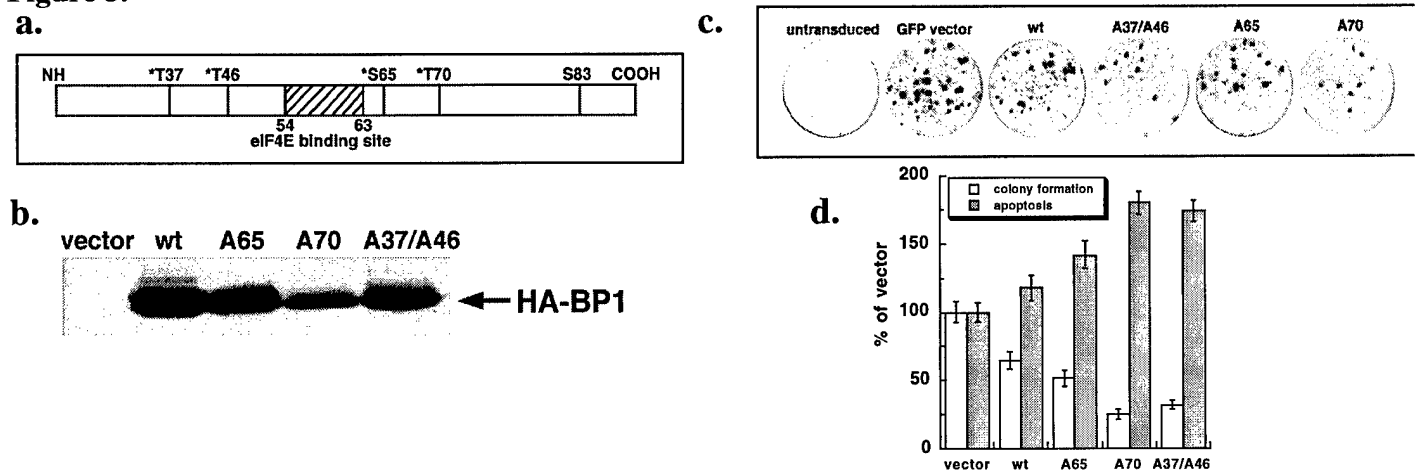 a.
NH *T37 *T46 *S65 *T70 S83 COOH
54 63
eIF4E binding site
b.
vector wt A65 A70 A37/A46
HA-BP1
c.
untransduced GFP vector wt A37/A46 A65 A70
d.
200
colony formation
apoptosis
150
100
50
0
% of vector
vector wt A65 A70 A37/A46